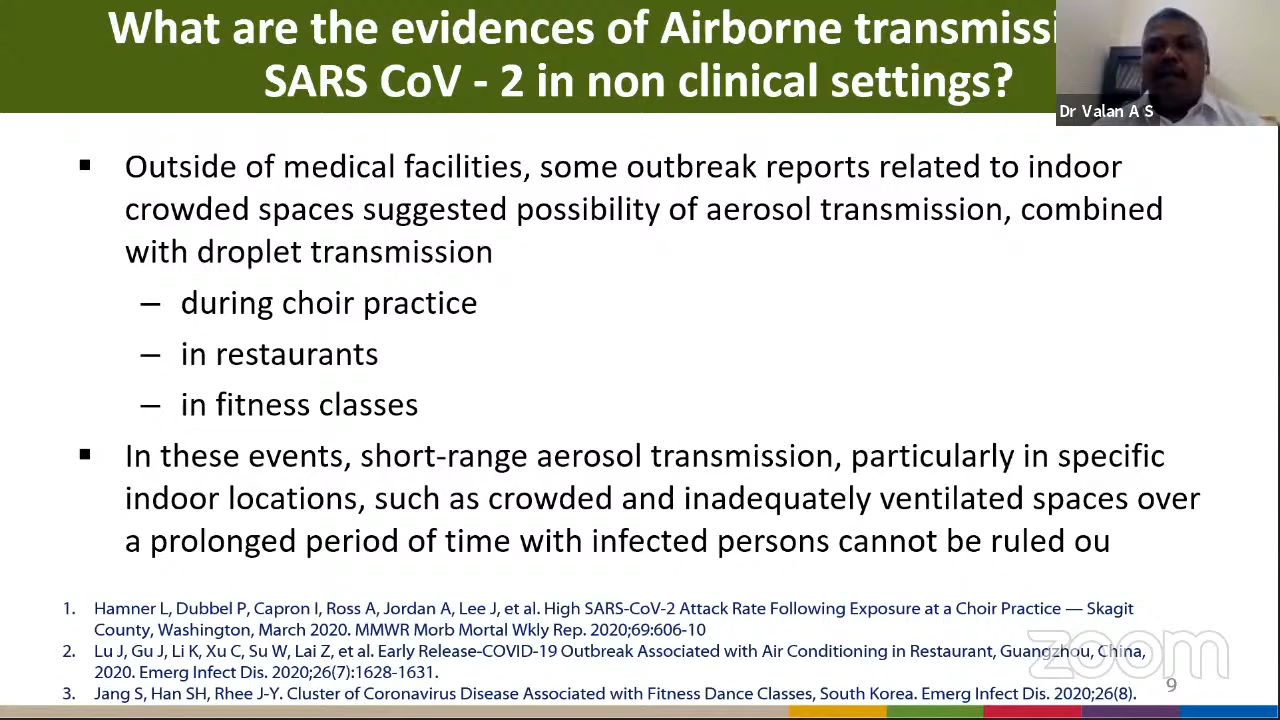 What are the evidences of Airborne transmissi
SARS CoV - 2 in non clinical settings?
Dr Valan A S
▪ Outside of medical facilities, some outbreak reports related to indoor
crowded spaces suggested possibility of aerosol transmission, combined
with droplet transmission
– during choir practice
– in restaurants
– in fitness classes
▪ In these events, short-range aerosol transmission, particularly in specific
indoor locations, such as crowded and inadequately ventilated spaces over
a prolonged period of time with infected persons cannot be ruled ou
1. Hamner L, Dubbel P, Capron I, Ross A, Jordan A, Lee J, et al. High SARS-CoV-2 Attack Rate Following Exposure at a Choir Practice — Skagit
County, Washington, March 2020. MMWR Morb Mortal Wkly Rep. 2020;69:606-10
2. Lu J, Gu J, Li K, Xu C, Su W, Lai Z, et al. Early Release-COVID-19 Outbreak Associated with Air Conditioning in Restaurant, Guangzhou, China,
2020. Emerg Infect Dis. 2020;26(7):1628-1631.
3. Jang S, Han SH, Rhee J-Y. Cluster of Coronavirus Disease Associated with Fitness Dance Classes, South Korea. Emerg Infect Dis. 2020;26(8).
zoom
9